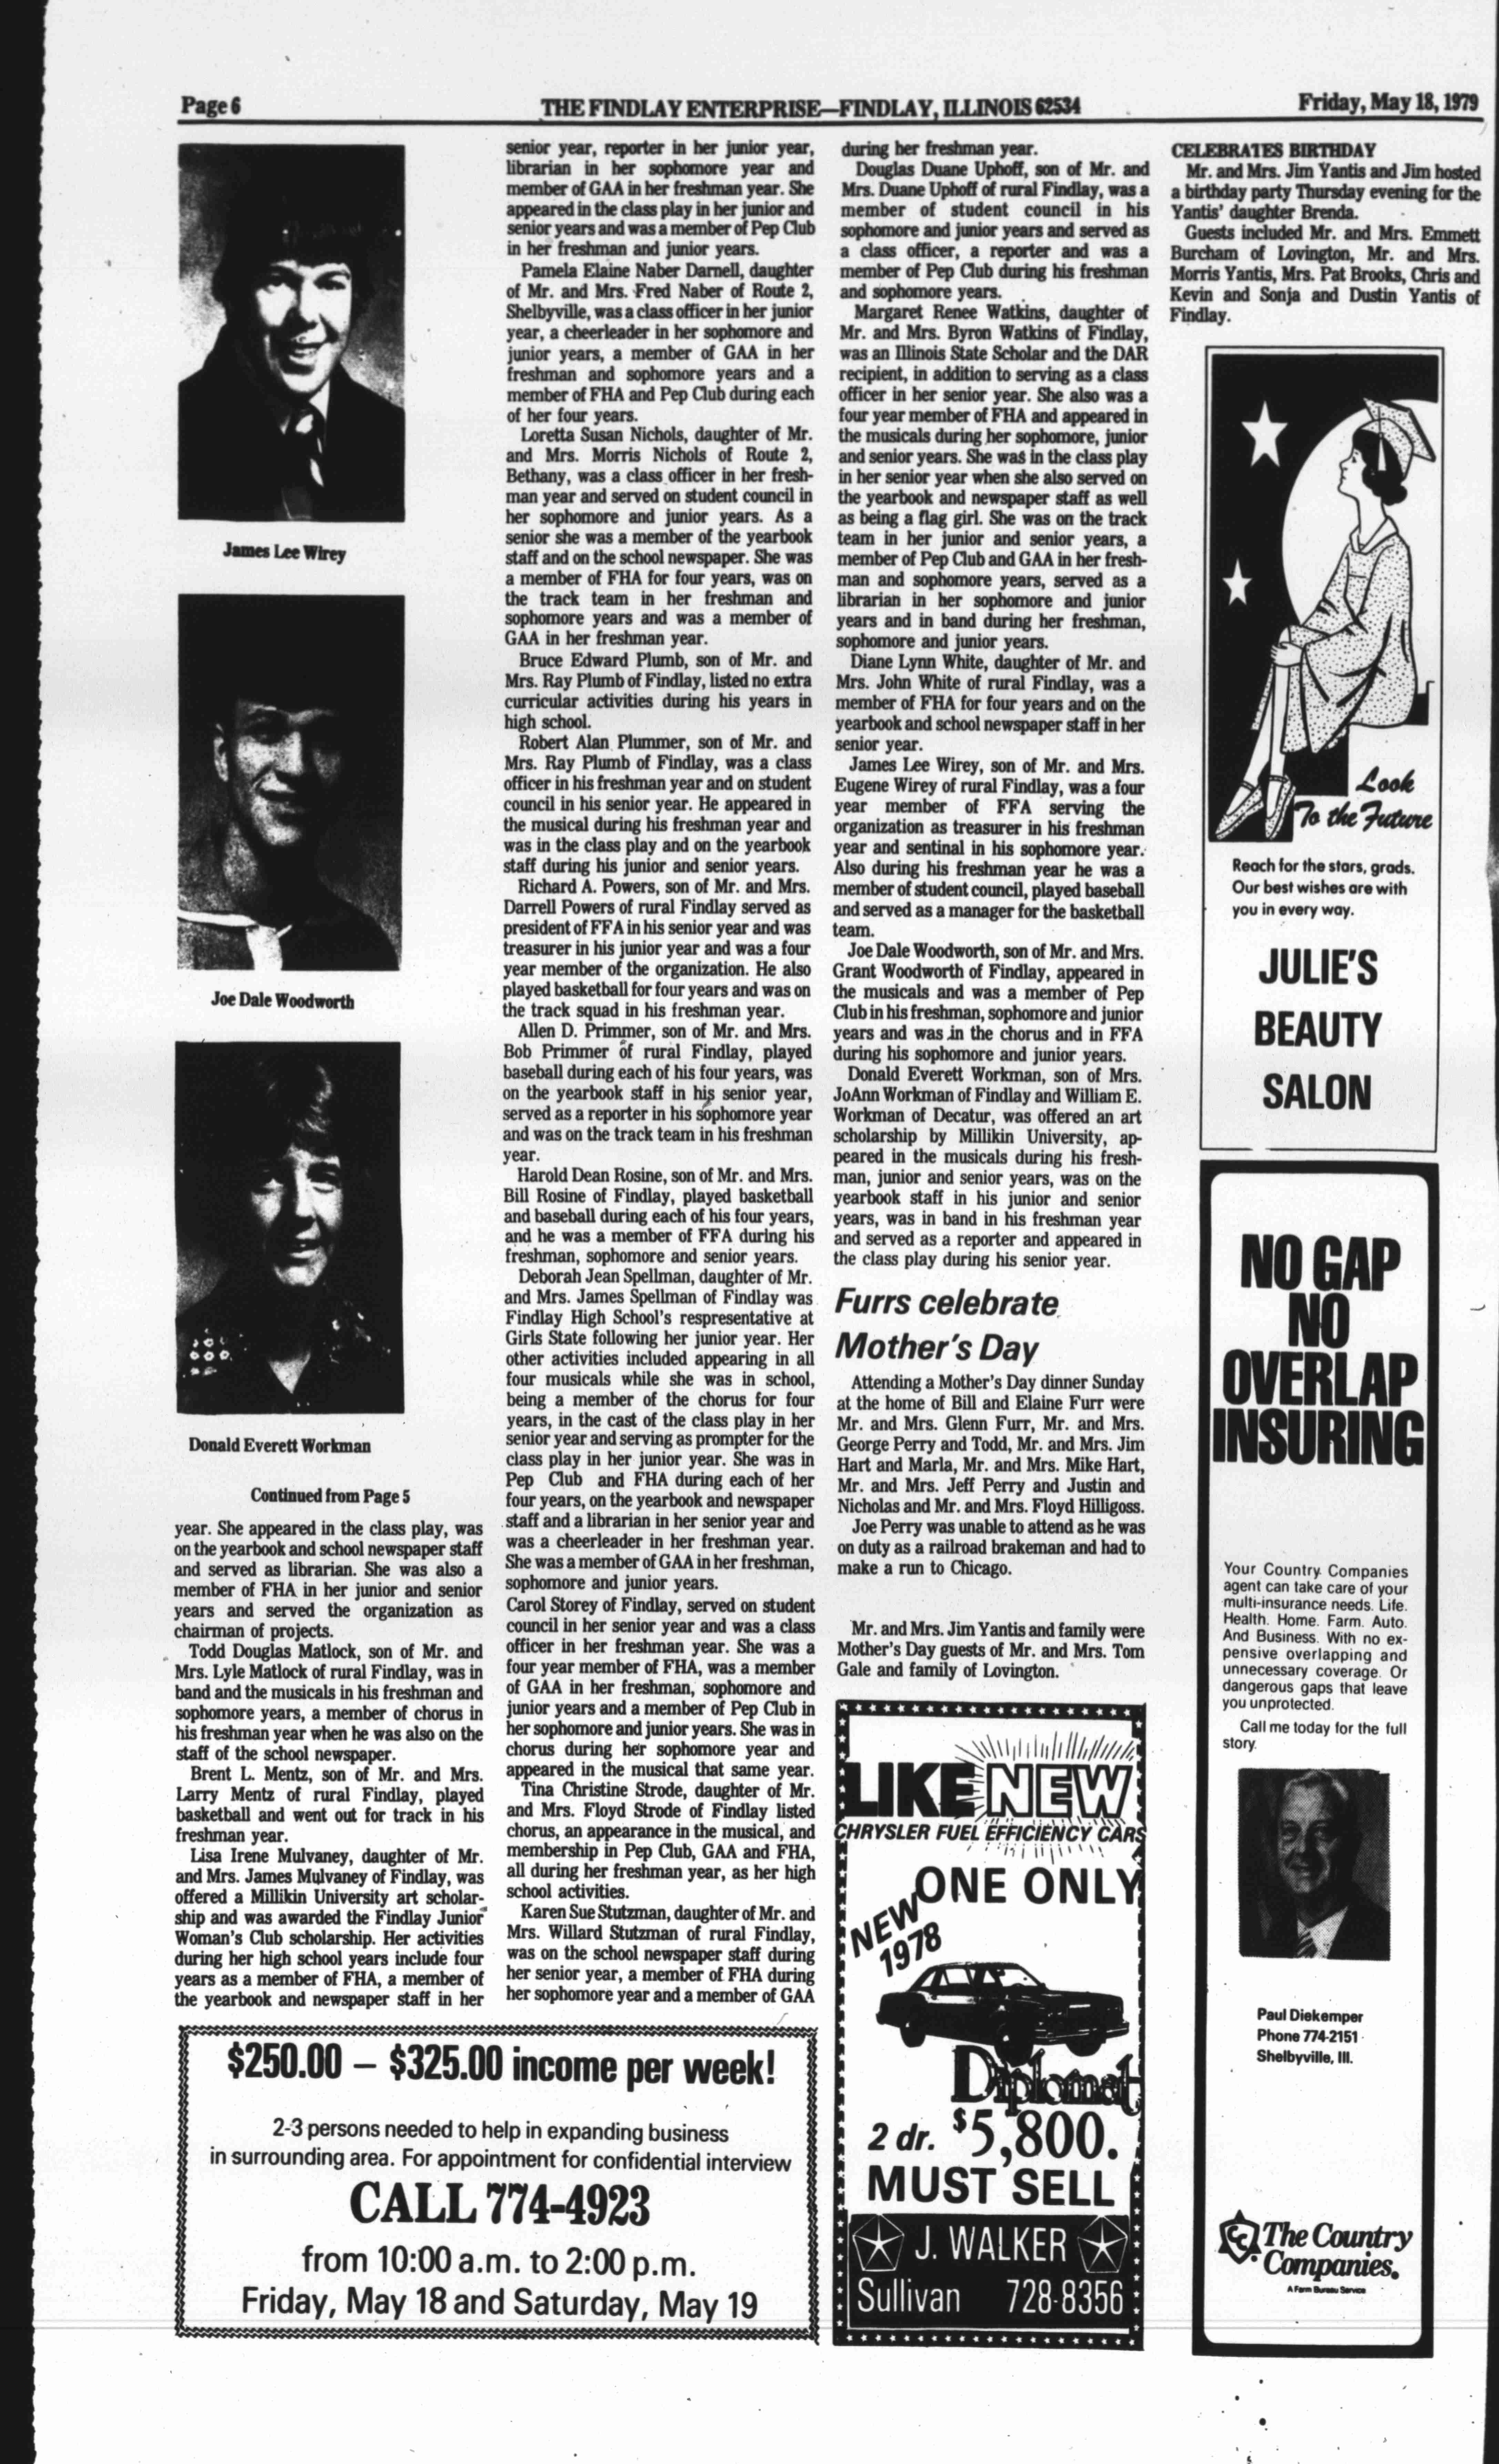 Page 6
THE FINDLAY ENTERPRISE—FINDLAY, ILLINOIS 62534
Friday, May 18, 1979
James Lee Wirey
Joe Dale Woodworth
Donald Everett Workman
Continued from Page 5
year. She appeared in the class play, was
on the yearbook and school newspaper staff
and served as librarian. She was also a
member of FHA in her junior and senior
years and served the organization as
chairman of projects.
Todd Douglas Matlock, son of Mr. and
Mrs. Lyle Matlock of rural Findlay, was in
band and the musicals in his freshman and
sophomore years, a member of chorus in
his freshman year when he was also on the
staff of the school newspaper.
Brent L. Mentz, son of Mr. and Mrs.
Larry Mentz of rural Findlay, played
basketball and went out for track in his
freshman year.
Lisa Irene Mulvaney, daughter of Mr.
and Mrs. James Mulvaney of Findlay, was
offered a Millikin University art scholar-
ship and was awarded the Findlay Junior
Woman's Club scholarship. Her activities
during her high school years include four
years as a member of FHA, a member of
the yearbook and newspaper staff in her
senior year, reporter in her junior year,
librarian in her sophomore year and
member of GAA in her freshman year. She
appeared in the class play in her junior and
senior years and was a member of Pep Club
in her freshman and junior years.
Pamela Elaine Naber Darnell, daughter
of Mr. and Mrs. Fred Naber of Route 2,
Shelbyville, was a class officer in her junior
year, a cheerleader in her sophomore and
junior years, a member of GAA in her
freshman and sophomore years and a
member of FHA and Pep Club during each
of her four years.
Loretta Susan Nichols, daughter of Mr.
and Mrs. Morris Nichols of Route 2,
Bethany, was a class officer in her fresh-
man year and served on student council in
her sophomore and junior years. As a
senior she was a member of the yearbook
staff and on the school newspaper. She was
a member of FHA for four years, was on
the track team in her freshman and
sophomore years and was a member of
GAA in her freshman year.
Bruce Edward Plumb, son of Mr. and
Mrs. Ray Plumb of Findlay, listed no extra
curricular activities during his years in
high school.
Robert Alan Plummer, son of Mr. and
Mrs. Ray Plumb of Findlay, was a class
officer in his freshman year and on student
council in his senior year. He appeared in
the musical during his freshman year and
was in the class play and on the yearbook
staff during his junior and senior years.
Richard A. Powers, son of Mr. and Mrs.
Darrell Powers of rural Findlay served as
president of FFA in his senior year and was
treasurer in his junior year and was a four
year member of the organization. He also
played basketball for four years and was on
the track squad in his freshman year.
Allen D. Primmer, son of Mr. and Mrs.
Bob Primmer of rural Findlay, played
baseball during each of his four years, was
on the yearbook staff in his senior year,
served as a reporter in his sophomore year
and was on the track team in his freshman
year.
Harold Dean Rosine, son of Mr. and Mrs.
Bill Rosine of Findlay, played basketball
and baseball during each of his four years,
and he was a member of FFA during his
freshman, sophomore and senior years.
Deborah Jean Spellman, daughter of Mr.
and Mrs. James Spellman of Findlay was
Findlay High School's respresentative at
Girls State following her junior year. Her
other activities included appearing in all
four musicals while she was in school,
being a member of the chorus for four
years, in the cast of the class play in her
senior year and serving as prompter for the
class play in her junior year. She was in
Pep Club and FHA during each of her
four years, on the yearbook and newspaper
staff and a librarian in her senior year and
was a cheerleader in her freshman year.
She was a member of GAA in her freshman,
sophomore and junior years.
Carol Storey of Findlay, served on student
council in her senior year and was a class
officer in her freshman year. She was a
four year member of FHA, was a member
of GAA in her freshman, sophomore and
junior years and a member of Pep Club in
her sophomore and junior years. She was in
chorus during her sophomore year and
appeared in the musical that same year.
Tina Christine Strode, daughter of Mr.
and Mrs. Floyd Strode of Findlay listed
chorus, an appearance in the musical, and
membership in Pep Club, GAA and FHA,
all during her freshman year, as her high
school activities.
Karen Sue Stutzman, daughter of Mr. and
Mrs. Willard Stutzman of rural Findlay,
was on the school newspaper staff during
her senior year, a member of FHA during
her sophomore year and a member of GAA
during her freshman year.
Douglas Duane Uphoff, son of Mr. and
Mrs. Duane Uphoff of rural Findlay, was a
member of student council in his
sophomore and junior years and served as
a class officer, a reporter and was a
member of Pep Club during his freshman
and sophomore years.
Margaret Renee Watkins, daughter of
Mr. and Mrs. Byron Watkins of Findlay,
was an Illinois State Scholar and the DAR
recipient, in addition to serving as a class
officer in her senior year. She also was a
four year member of FHA and appeared in
the musicals during her sophomore, junior
and senior years. She was in the class play
in her senior year when she also served on
the yearbook and newspaper staff as well
as being a flag girl. She was on the track
team in her junior and senior years, a
member of Pep Club and GAA in her fresh-
man and sophomore years, served as a
librarian in her sophomore and junior
years and in band during her freshman,
sophomore and junior years.
Diane Lynn White, daughter of Mr. and
Mrs. John White of rural Findlay, was a
member of FHA for four years and on the
yearbook and school newspaper staff in her
senior year.
James Lee Wirey, son of Mr. and Mrs.
Eugene Wirey of rural Findlay, was a four
year member of FFA serving the
organization as treasurer in his freshman
year and sentinal in his sophomore year.
Also during his freshman year he was a
member of student council, played baseball
and served as a manager for the basketball
team.
Joe Dale Woodworth, son of Mr. and Mrs.
Grant Woodworth of Findlay, appeared in
the musicals and was a member of Pep
Club in his freshman, sophomore and junior
years and was in the chorus and in FFA
during his sophomore and junior years.
Donald Everett Workman, son of Mrs.
JoAnn Workman of Findlay and William E.
Workman of Decatur, was offered an art
scholarship by Millikin University, ap-
peared in the musicals during his fresh-
man, junior and senior years, was on the
yearbook staff in his junior and senior
years, was in band in his freshman year
and served as a reporter and appeared in
the class play during his senior year.
Furrs celebrate
Mother's Day
Attending a Mother's Day dinner Sunday
at the home of Bill and Elaine Furr were
Mr. and Mrs. Glenn Furr, Mr. and Mrs.
George Perry and Todd, Mr. and Mrs. Jim
Hart and Marla, Mr. and Mrs. Mike Hart,
Mr. and Mrs. Jeff Perry and Justin and
Nicholas and Mr. and Mrs. Floyd Hilligoss.
Joe Perry was unable to attend as he was
on duty as a railroad brakeman and had to
make a run to Chicago.
Mr. and Mrs. Jim Yantis and family were
Mother's Day guests of Mr. and Mrs. Tom
Gale and family of Lovington.
CELEBRATES BIRTHDAY
Mr. and Mrs. Jim Yantis and Jim hosted
a birthday party Thursday evening for the
Yantis' daughter Brenda.
Guests included Mr. and Mrs. Emmett
Burcham of Lovington, Mr. and Mrs.
Morris Yantis, Mrs. Pat Brooks, Chris and
Kevin and Sonja and Dustin Yantis of
Findlay.
Look
To the Future
Reach for the stars, grads.
Our best wishes are with
you in every way.
JULIE'S
BEAUTY
SALON
NO GAP
NO
OVERLAP
INSURING
Your Country Companies
agent can take care of your
multi-insurance needs. Life.
Health. Home. Farm. Auto.
And Business. With no ex-
pensive overlapping and
unnecessary coverage. Or
dangerous gaps that leave
you unprotected.
Call me today for the full
story.
Paul Diekemper
Phone 774-2151
Shelbyville, Ill.
CC
The Country
Companies.
A Farm Bureau Service
$250.00 – $325.00 income per week!
2-3 persons needed to help in expanding business
in surrounding area. For appointment for confidential interview
CALL 774-4923
from 10:00 a.m. to 2:00 p.m.
Friday, May 18 and Saturday, May 19
LIKE NEW
CHRYSLER FUEL EFFICIENCY CARS
ONE ONLY
NEW
1978
Diplomat
2 dr. $5,800.
MUST SELL
J. WALKER
Sullivan 728-8356